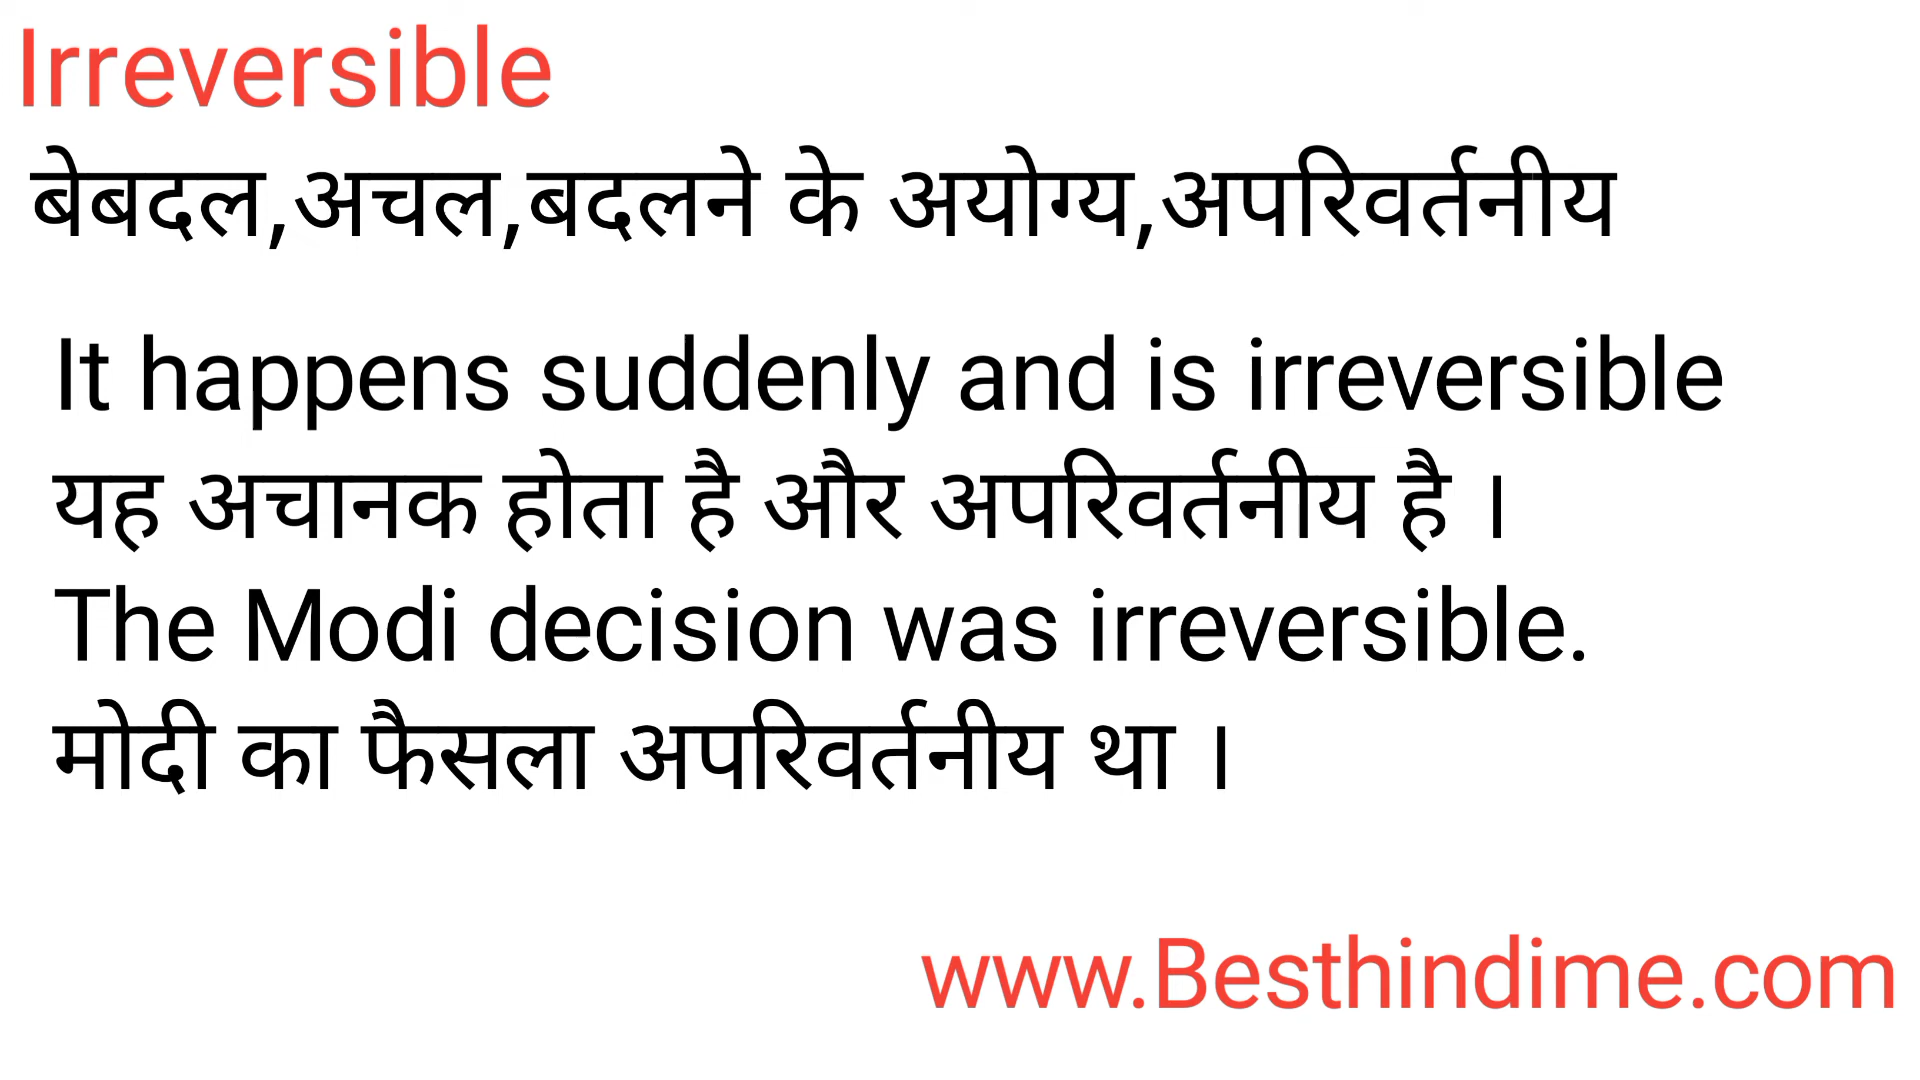 Irreversible
बेबदल,अचल,बदलने के अयोग्य,अपरिवर्तनीय
It happens suddenly and is irreversible
यह अचानक होता है और अपरिवर्तनीय है ।
The Modi decision was irreversible.
मोदी का फैसला अपरिवर्तनीय था ।
www.Besthindime.com